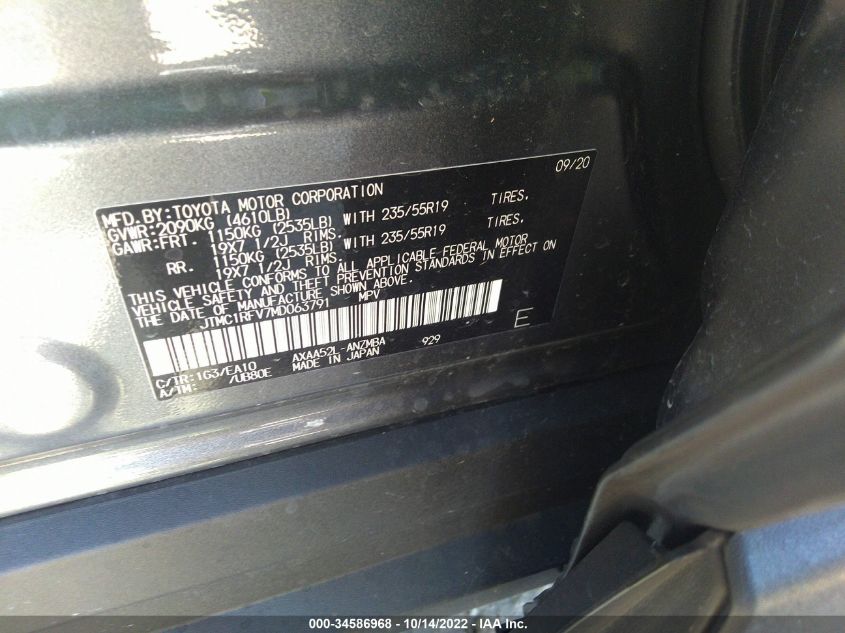 09/20
MFD. BY: TOYOTA MOTOR CORPORATION
GVWR: 2090KG (4610LB)
GAWR: FRT. 1150KG (2535LB) WITH 235/55R19 TIRES,
19X7 1/2J RIMS.
RR. 1150KG (2535LB) WITH 235/55R19 TIRES,
19X7 1/2J RIMS.
THIS VEHICLE CONFORMS TO ALL APPLICABLE FEDERAL MOTOR
VEHICLE SAFETY AND THEFT PREVENTION STANDARDS IN EFFECT ON
THE DATE OF MANUFACTURE SHOWN ABOVE.
JTMC1RFV7MD063791 MPV
E
C/TR: 1G3/EA10 AXAA52L-ANZMBA 929
A/TM: /UB80E MADE IN JAPAN
000-34586968 - 10/14/2022 - IAA Inc.